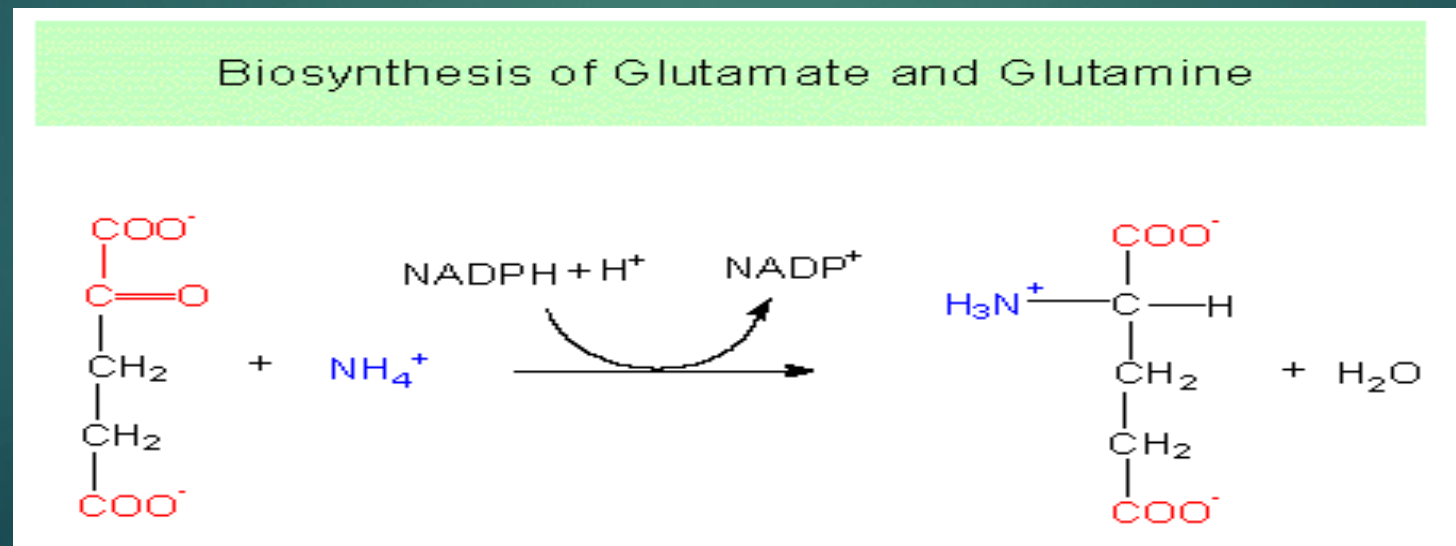 Biosynthesis of Glutamate and Glutamine
COO⁻
C=O
CH₂
CH₂
COO⁻
+
NH₄⁺
NADPH + H⁺
NADP⁺
COO⁻
H₃N⁺—C—H
CH₂
CH₂
COO⁻
+ H₂O